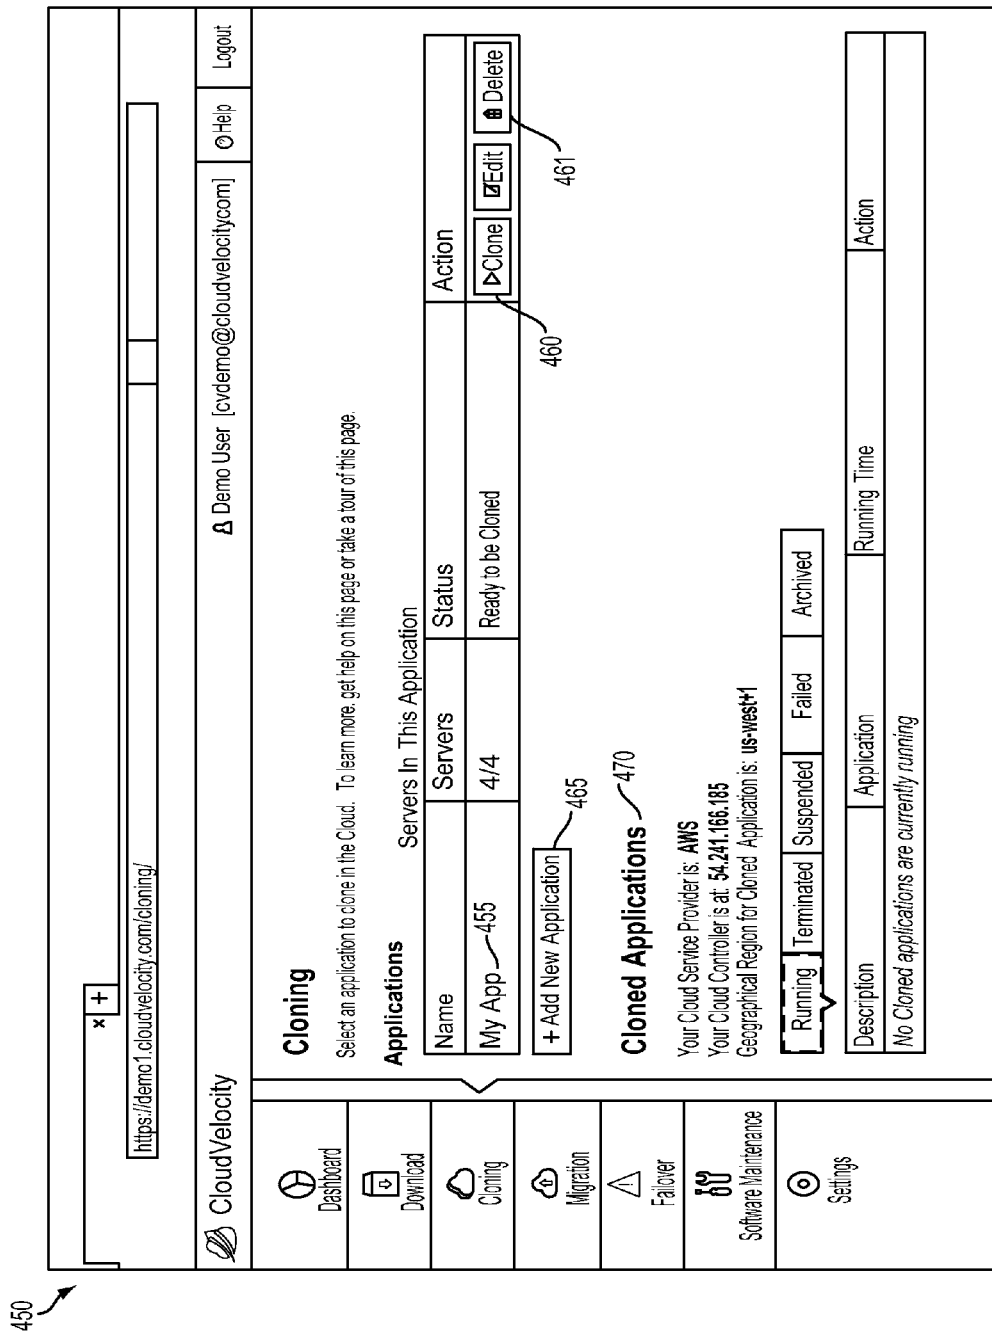 450
× +
https://demo1.cloudvelocity.com/cloning/
CloudVelocity
Demo User [cvdemo@cloudvelocitycom]
Help
Logout
Dashboard
Download
Cloning
Migration
Failover
Software Maintenance
Settings
Cloning
Select an application to clone in the Cloud. To learn more, get help on this page or take a tour of this page.
Applications
Servers In This Application
Name Servers Status Action
My App 455 4/4 Ready to be Cloned Clone Edit Delete
460 461
+ Add New Application 465
Cloned Applications 470
Your Cloud Service Provider is: AWS
Your Cloud Controller is at: 54.241.166.185
Geographical Region for Cloned Application is: us-west†1
Running Terminated Suspended Failed Archived
Description Application Running Time Action
No Cloned applications are currently running